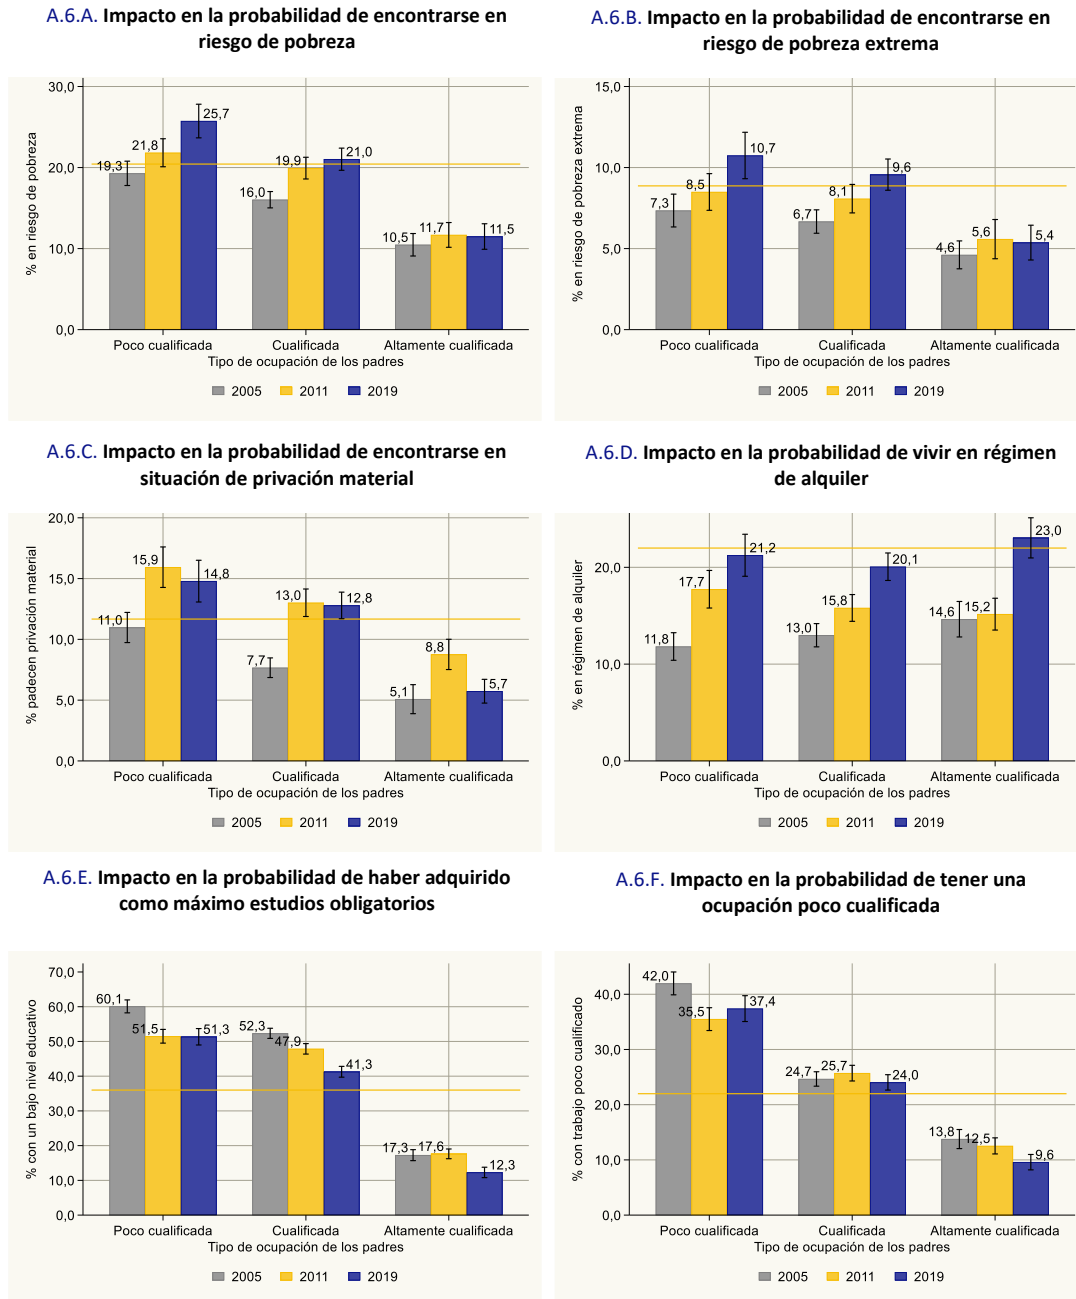 A.6.A. Impacto en la probabilidad de encontrarse en
riesgo de pobreza
30,0
20,0
10,0
0,0
% en riesgo de pobreza
19,3
21,8
25,7
16,0
19,9
21,0
10,5
11,7
11,5
Poco cualificada
Cualificada
Altamente cualificada
Tipo de ocupación de los padres
2005
2011
2019
A.6.B. Impacto en la probabilidad de encontrarse en
riesgo de pobreza extrema
15,0
10,0
5,0
0,0
% en riesgo de pobreza extrema
7,3
8,5
10,7
6,7
8,1
9,6
4,6
5,6
5,4
Poco cualificada
Cualificada
Altamente cualificada
Tipo de ocupación de los padres
2005
2011
2019
A.6.C. Impacto en la probabilidad de encontrarse en
situación de privación material
20,0
15,0
10,0
5,0
0,0
% padecen privación material
11,0
15,9
14,8
7,7
13,0
12,8
5,1
8,8
5,7
Poco cualificada
Cualificada
Altamente cualificada
Tipo de ocupación de los padres
2005
2011
2019
A.6.D. Impacto en la probabilidad de vivir en régimen
de alquiler
20,0
10,0
0,0
% en régimen de alquiler
11,8
17,7
21,2
13,0
15,8
20,1
14,6
15,2
23,0
Poco cualificada
Cualificada
Altamente cualificada
Tipo de ocupación de los padres
2005
2011
2019
A.6.E. Impacto en la probabilidad de haber adquirido
como máximo estudios obligatorios
70,0
60,0
50,0
40,0
30,0
20,0
10,0
0,0
% con un bajo nivel educativo
60,1
51,5
51,3
52,3
47,9
41,3
17,3
17,6
12,3
Poco cualificada
Cualificada
Altamente cualificada
Tipo de ocupación de los padres
2005
2011
2019
A.6.F. Impacto en la probabilidad de tener una
ocupación poco cualificada
40,0
30,0
20,0
10,0
0,0
% con trabajo poco cualificado
42,0
35,5
37,4
24,7
25,7
24,0
13,8
12,5
9,6
Poco cualificada
Cualificada
Altamente cualificada
Tipo de ocupación de los padres
2005
2011
2019